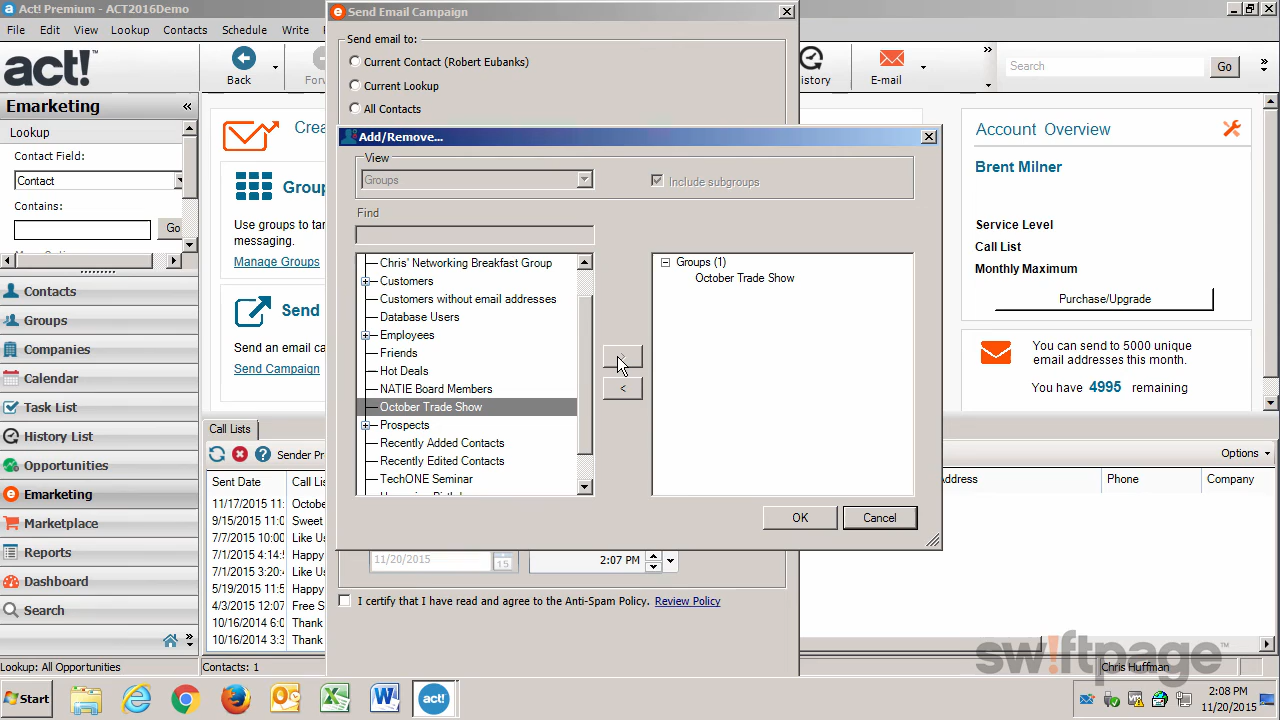 Act! Premium - ACT2016Demo
File Edit View Lookup Contacts Schedule Write
act!
Back
Forw
History
E-mail
Search
Go
Emarketing
Lookup
Contact Field:
Contact
Contains:
Go
Contacts
Groups
Companies
Calendar
Task List
History List
Opportunities
Emarketing
Marketplace
Reports
Dashboard
Search
Lookup: All Opportunities
Crea
Group
Use groups to tar
messaging.
Manage Groups
Send
Send an email ca
Send Campaign
Call Lists
Sender Pr
Sent Date Call Lis
11/17/2015 11: Octobe
9/15/2015 11:0 Sweet
7/7/2015 10:00 Like Us
7/1/2015 4:14: Happy
7/1/2015 3:20: Like Us
5/19/2015 11:5 Happy
4/3/2015 12:07 Free S
10/16/2014 6:3 Thank
10/16/2014 3:3 Thank
Contacts: 1
Send Email Campaign
Send email to:
Current Contact (Robert Eubanks)
Current Lookup
All Contacts
Add/Remove...
View
Groups
Include subgroups
Find
Chris' Networking Breakfast Group
Customers
Customers without email addresses
Database Users
Employees
Friends
Hot Deals
NATIE Board Members
October Trade Show
Prospects
Recently Added Contacts
Recently Edited Contacts
TechONE Seminar
>
<
Groups (1)
October Trade Show
OK
Cancel
11/20/2015
15
2:07 PM
I certify that I have read and agree to the Anti-Spam Policy. Review Policy
Account Overview
Brent Milner
Service Level
Call List
Monthly Maximum
Purchase/Upgrade
You can send to 5000 unique
email addresses this month.
You have 4995 remaining
Options
Address Phone Company
swiftpage
Chris Huffman
Start
act!
2:08 PM
11/20/2015